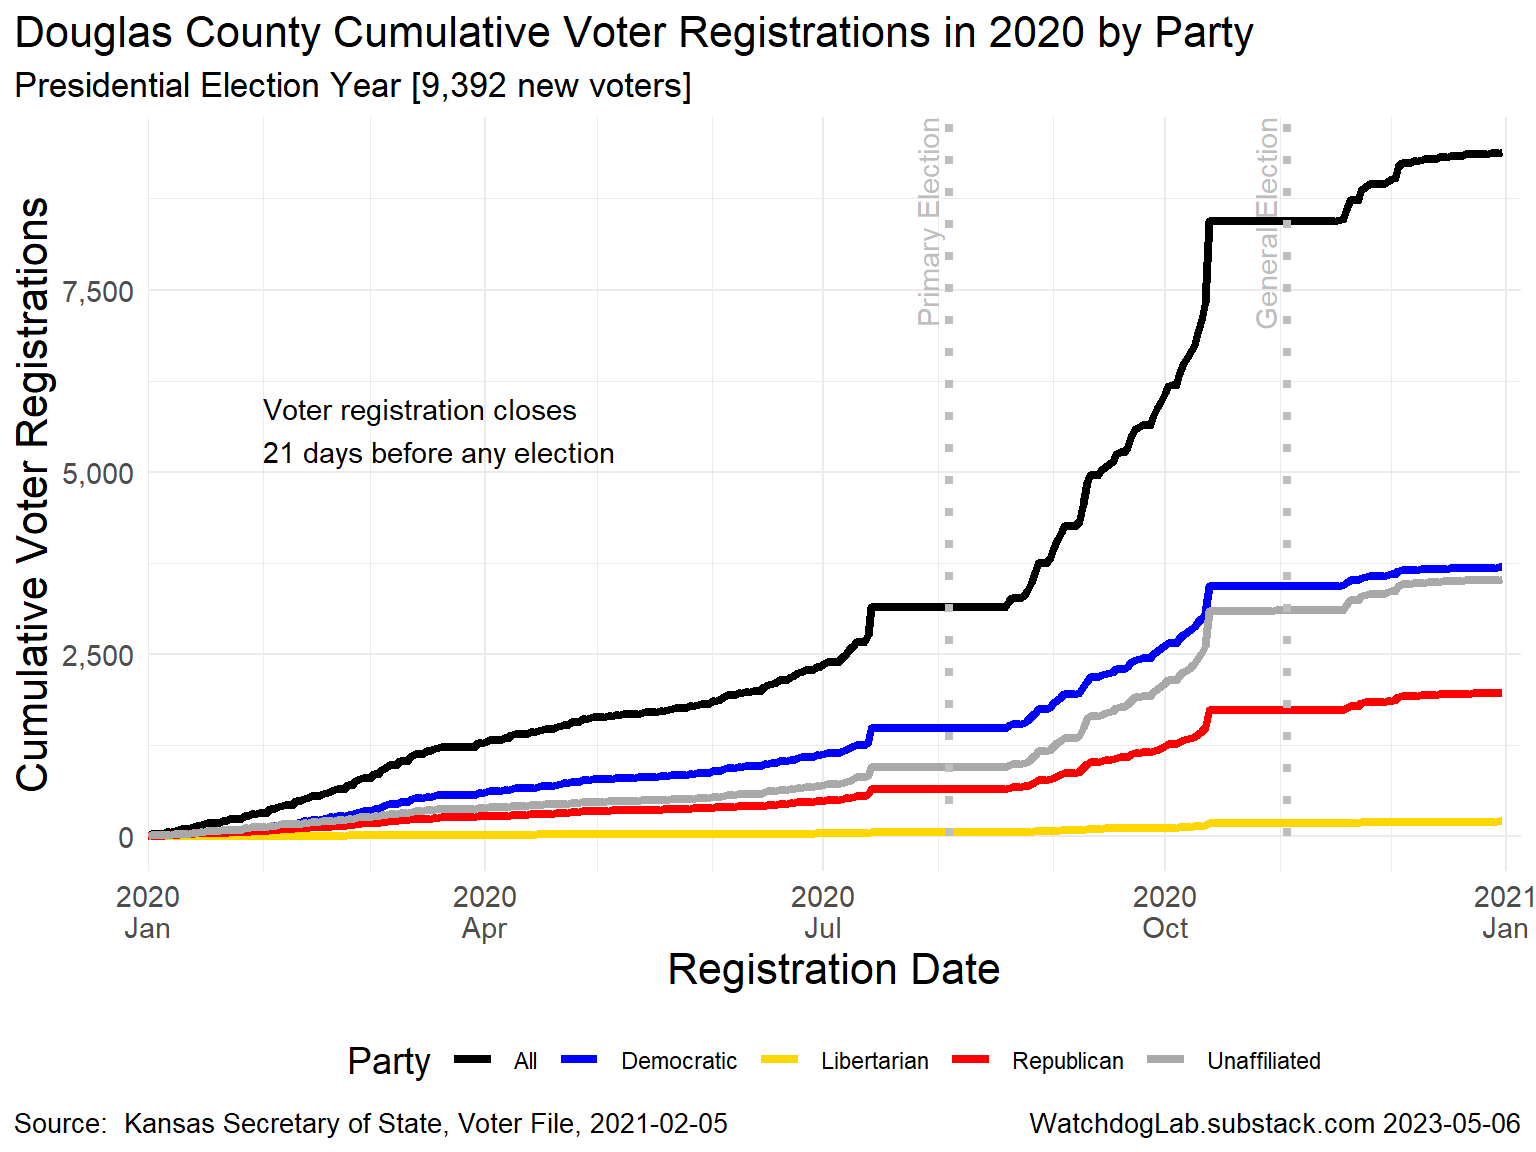 Douglas County Cumulative Voter Registrations in 2020 by Party
Presidential Election Year [9,392 new voters]
Cumulative Voter Registrations
7,500
5,000
2,500
0
Primary Election
General Election
Voter registration closes
21 days before any election
2020 2020 2020 2020 2021
Jan Apr Jul Oct Jan
Registration Date
Party All Democratic Libertarian Republican Unaffiliated
Source:  Kansas Secretary of State, Voter File, 2021-02-05
WatchdogLab.substack.com 2023-05-06